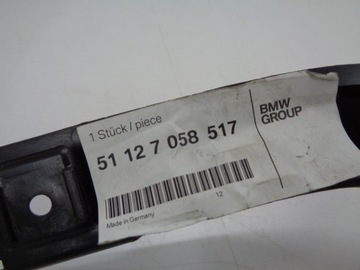 1 Stück / piece
51 12 7 058 517
Made in Germany
12
BMW
GROUP